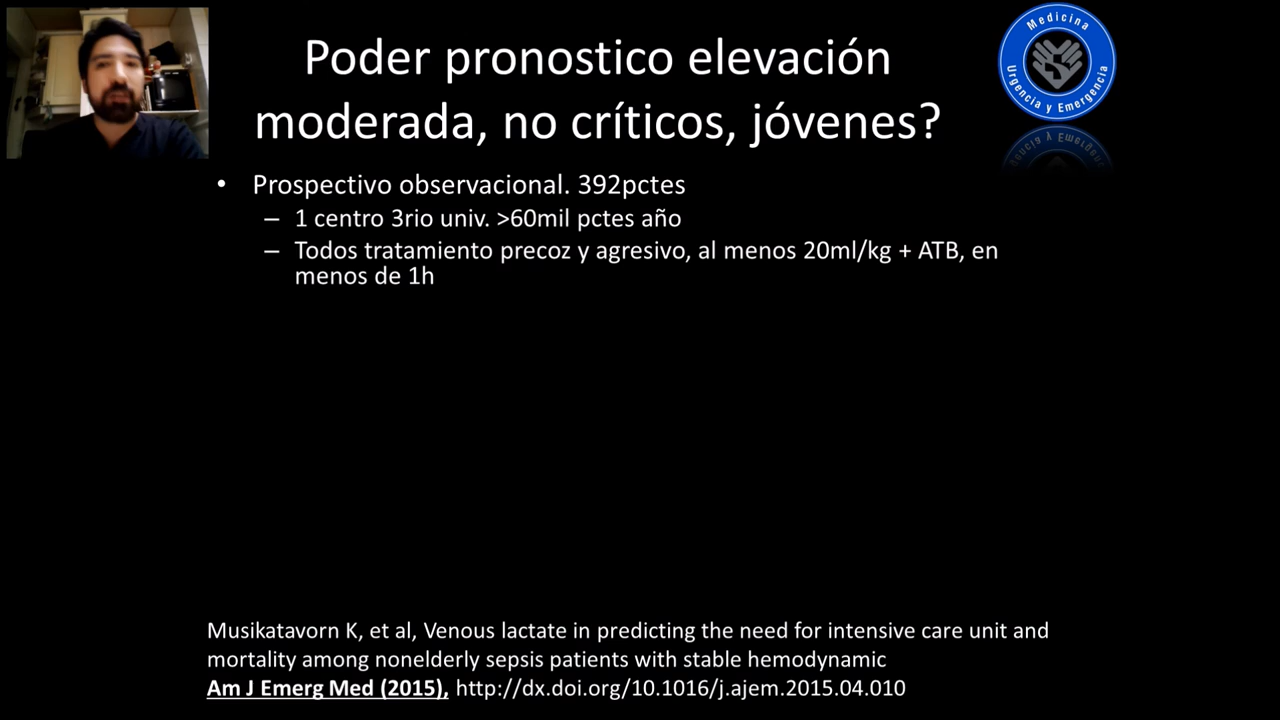 Poder pronostico elevación
moderada, no críticos, jóvenes?
Medicina
Urgencia y Emergencia
• Prospectivo observacional. 392pctes
– 1 centro 3rio univ. >60mil pctes año
– Todos tratamiento precoz y agresivo, al menos 20ml/kg + ATB, en
menos de 1h
Musikatavorn K, et al, Venous lactate in predicting the need for intensive care unit and
mortality among nonelderly sepsis patients with stable hemodynamic
Am J Emerg Med (2015), http://dx.doi.org/10.1016/j.ajem.2015.04.010